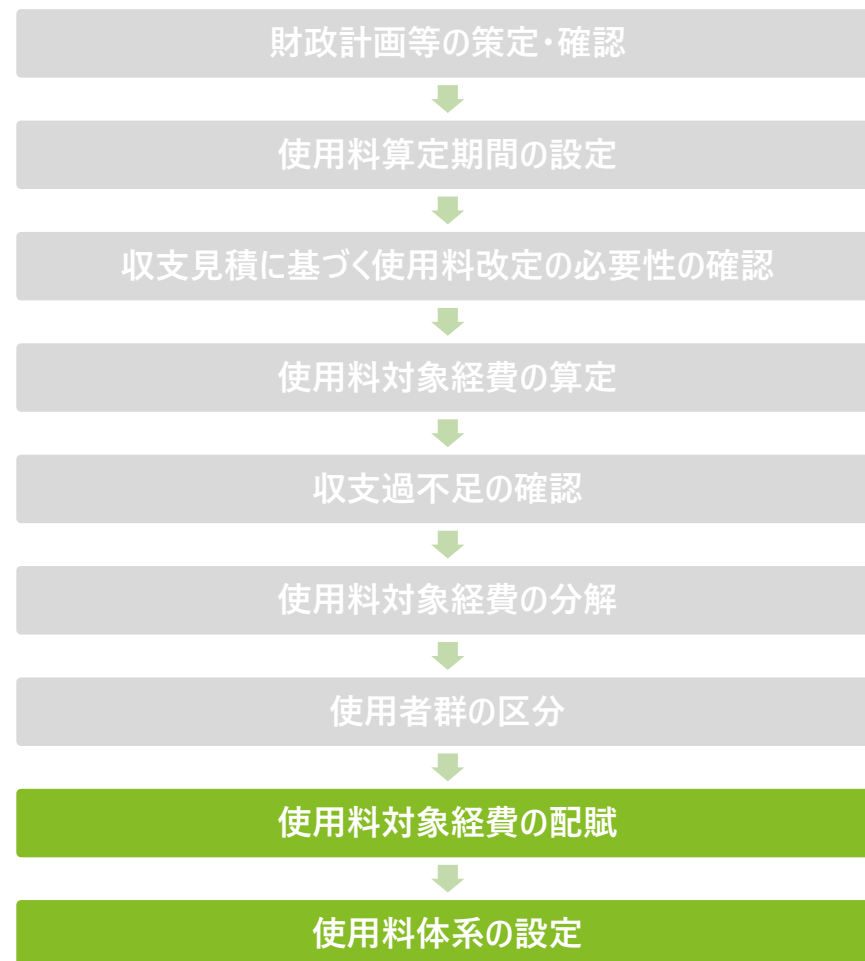 財政計画等の策定・確認
使用料算定期間の設定
収支見積に基づく使用料改定の必要性の確認
使用料対象経費の算定
収支過不足の確認
使用料対象経費の分解
使用者群の区分
使用料対象経費の配賦
使用料体系の設定